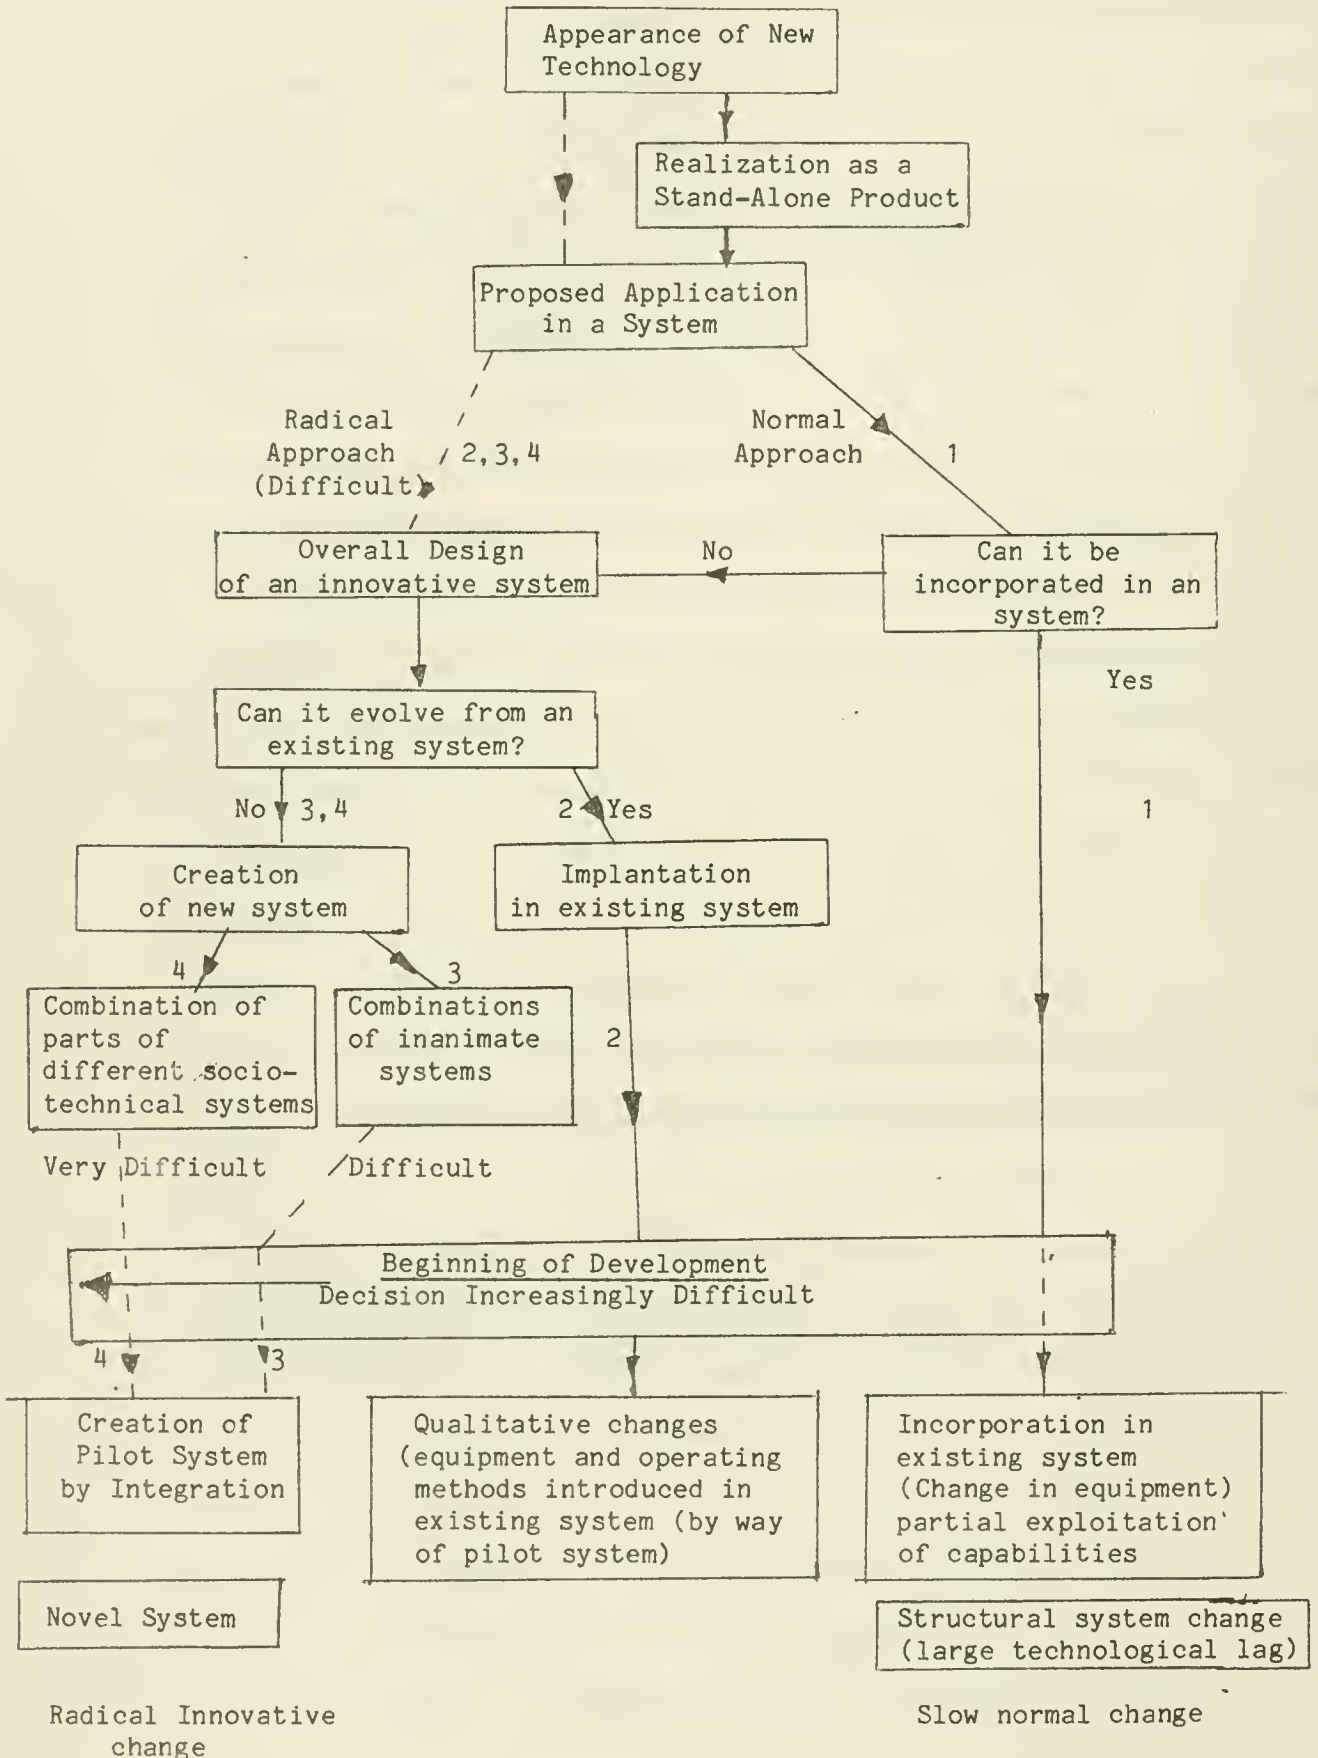 Appearance of New
Technology
Realization as a
Stand-Alone Product
Proposed Application
in a System
Radical
Approach
(Difficult)
2,3,4
Normal
Approach
1
Overall Design
of an innovative system
No
Can it be
incorporated in an
system?
Yes
1
Can it evolve from an
existing system?
No
3,4
2
Yes
Creation
of new system
Implantation
in existing system
4
3
Combination of
parts of
different socio-
technical systems
Combinations
of inanimate
systems
2
Very Difficult
Difficult
Beginning of Development
Decision Increasingly Difficult
4
3
Creation of
Pilot System
by Integration
Qualitative changes
(equipment and operating
methods introduced in
existing system (by way
of pilot system)
Incorporation in
existing system
(Change in equipment)
partial exploitation
of capabilities
Novel System
Structural system change
(large technological lag)
Radical Innovative
change
Slow normal change